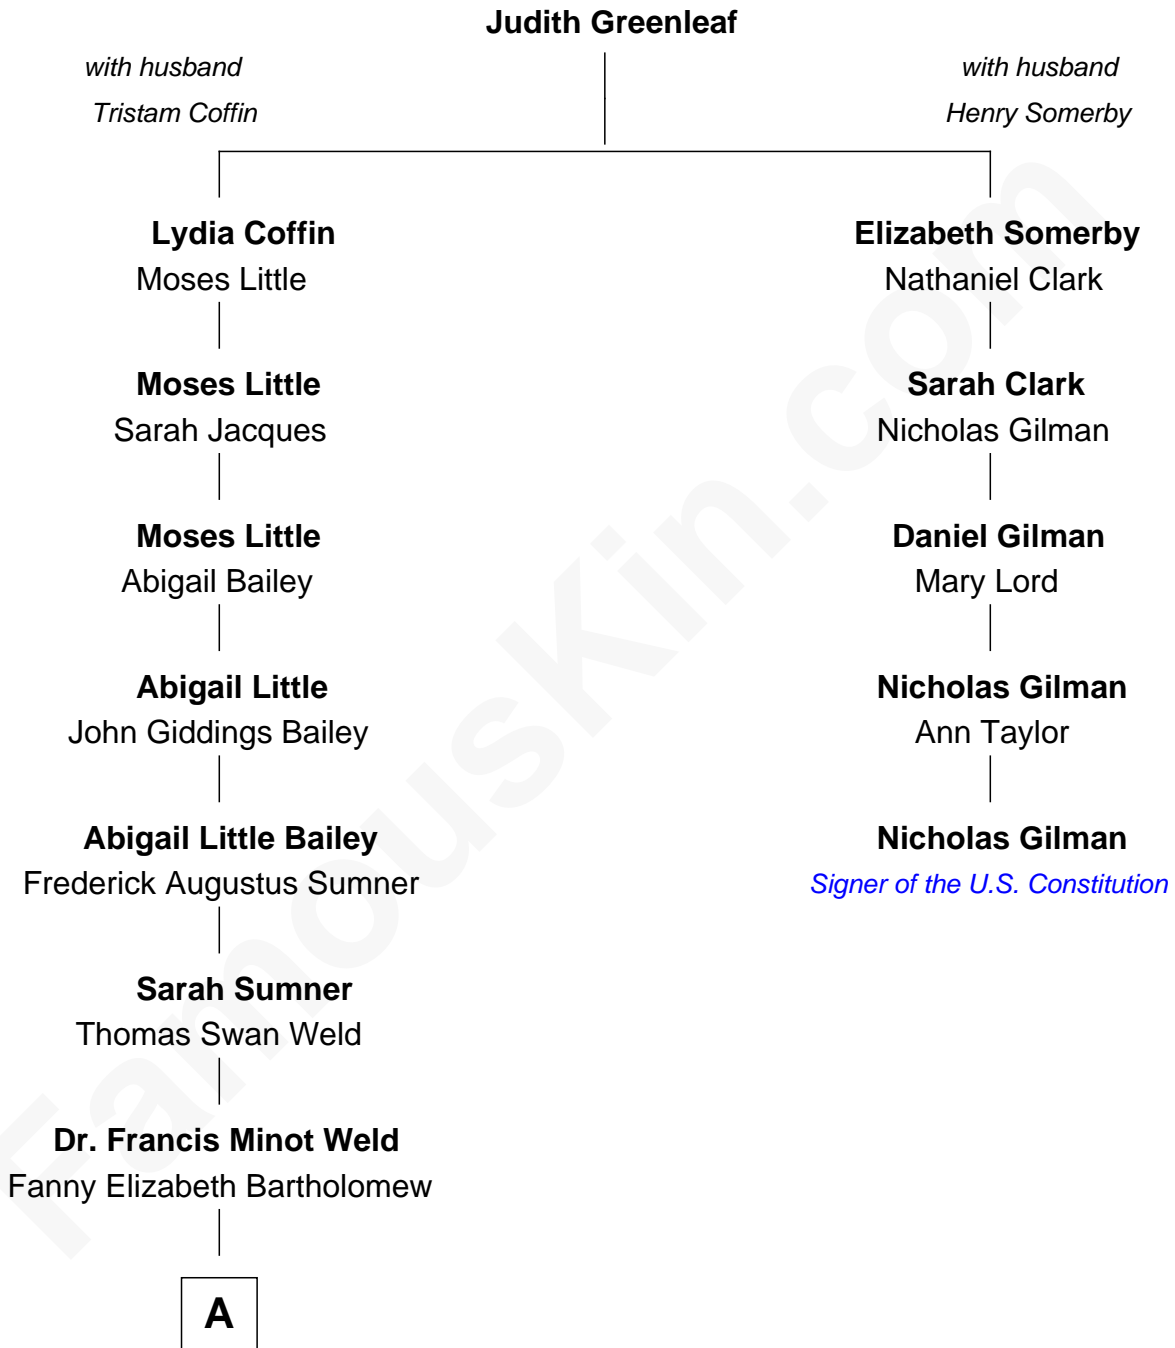 Judith Greenleaf
with husband
Tristam Coffin
with husband
Henry Somerby
Lydia Coffin
Moses Little
Elizabeth Somerby
Nathaniel Clark
Moses Little
Sarah Jacques
Sarah Clark
Nicholas Gilman
Moses Little
Abigail Bailey
Daniel Gilman
Mary Lord
Abigail Little
John Giddings Bailey
Nicholas Gilman
Ann Taylor
Abigail Little Bailey
Frederick Augustus Sumner
Nicholas Gilman
Signer of the U.S. Constitution
Sarah Sumner
Thomas Swan Weld
Dr. Francis Minot Weld
Fanny Elizabeth Bartholomew
A
FamousKin.com